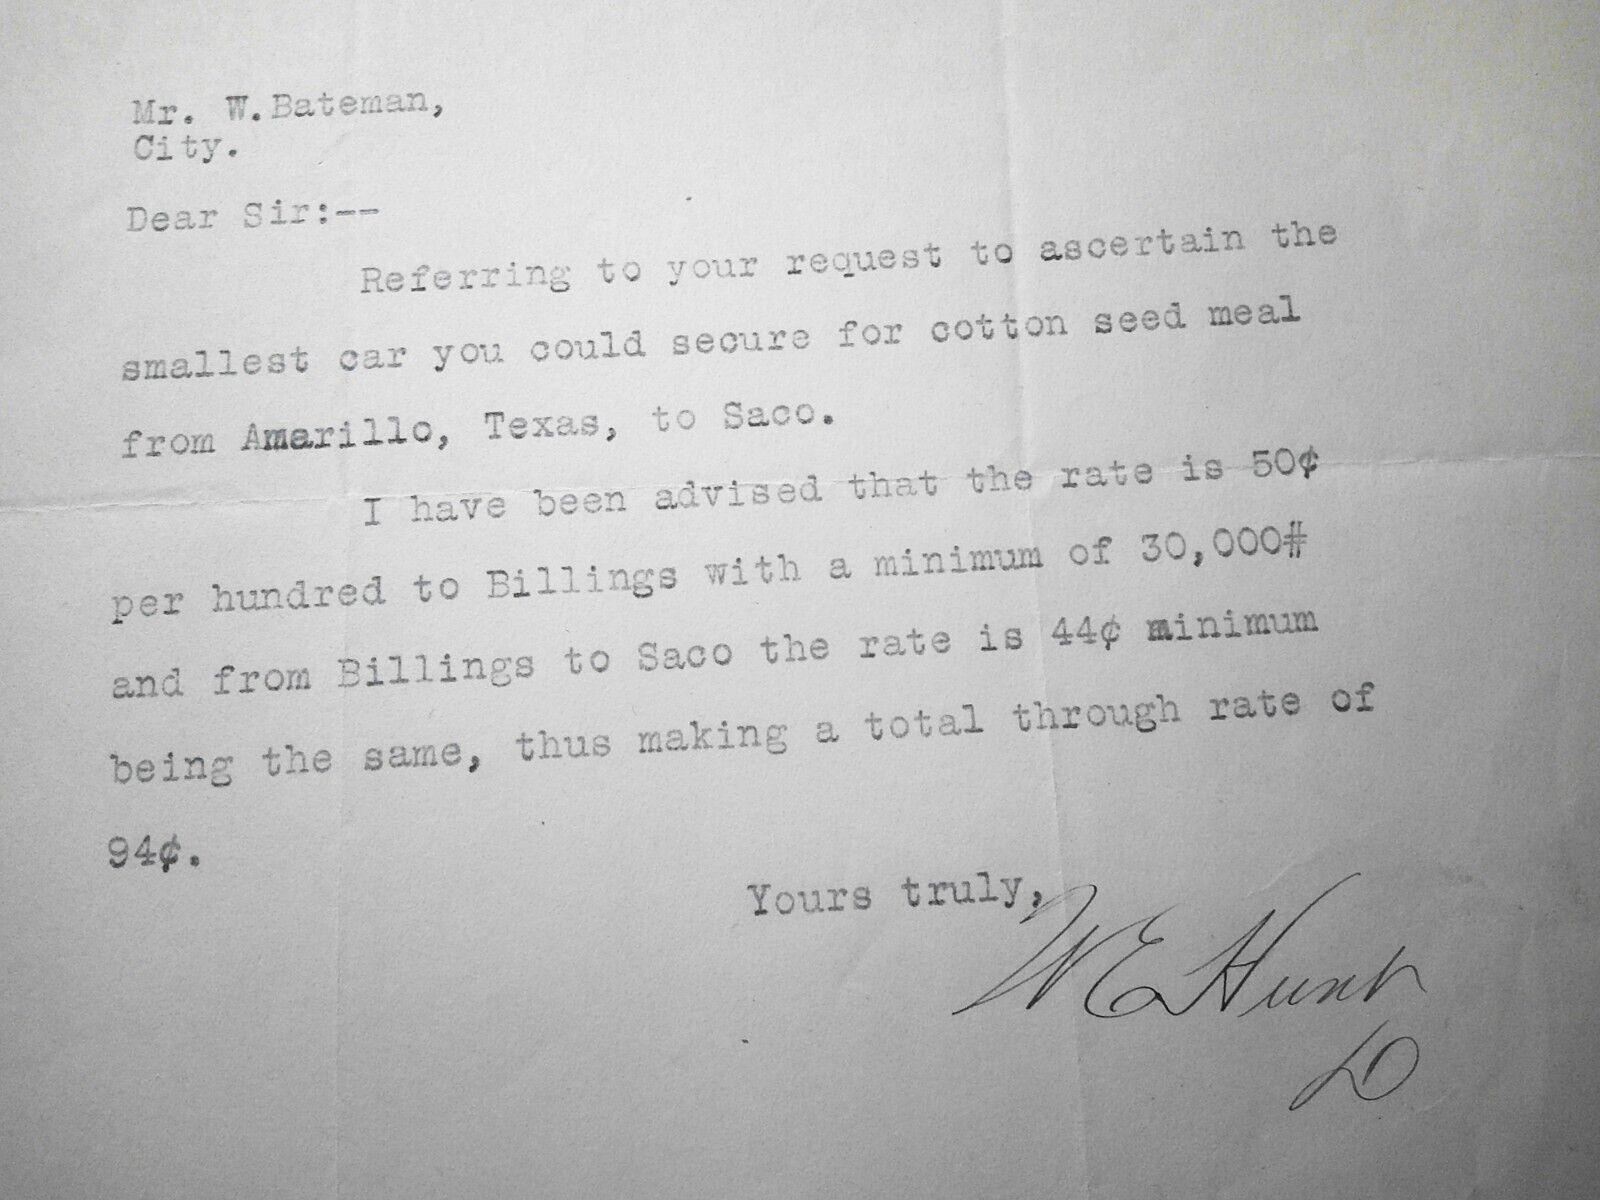 Mr. W.Bateman,
City.
Dear Sir:--
Referring to your request to ascertain the
smallest car you could secure for cotton seed meal
from Amarillo, Texas, to Saco.
I have been advised that the rate is 50¢
per hundred to Billings with a minimum of 30,000#
and from Billings to Saco the rate is 44¢ minimum
being the same, thus making a total through rate of
94¢.
Yours truly,
W E Hunt
D